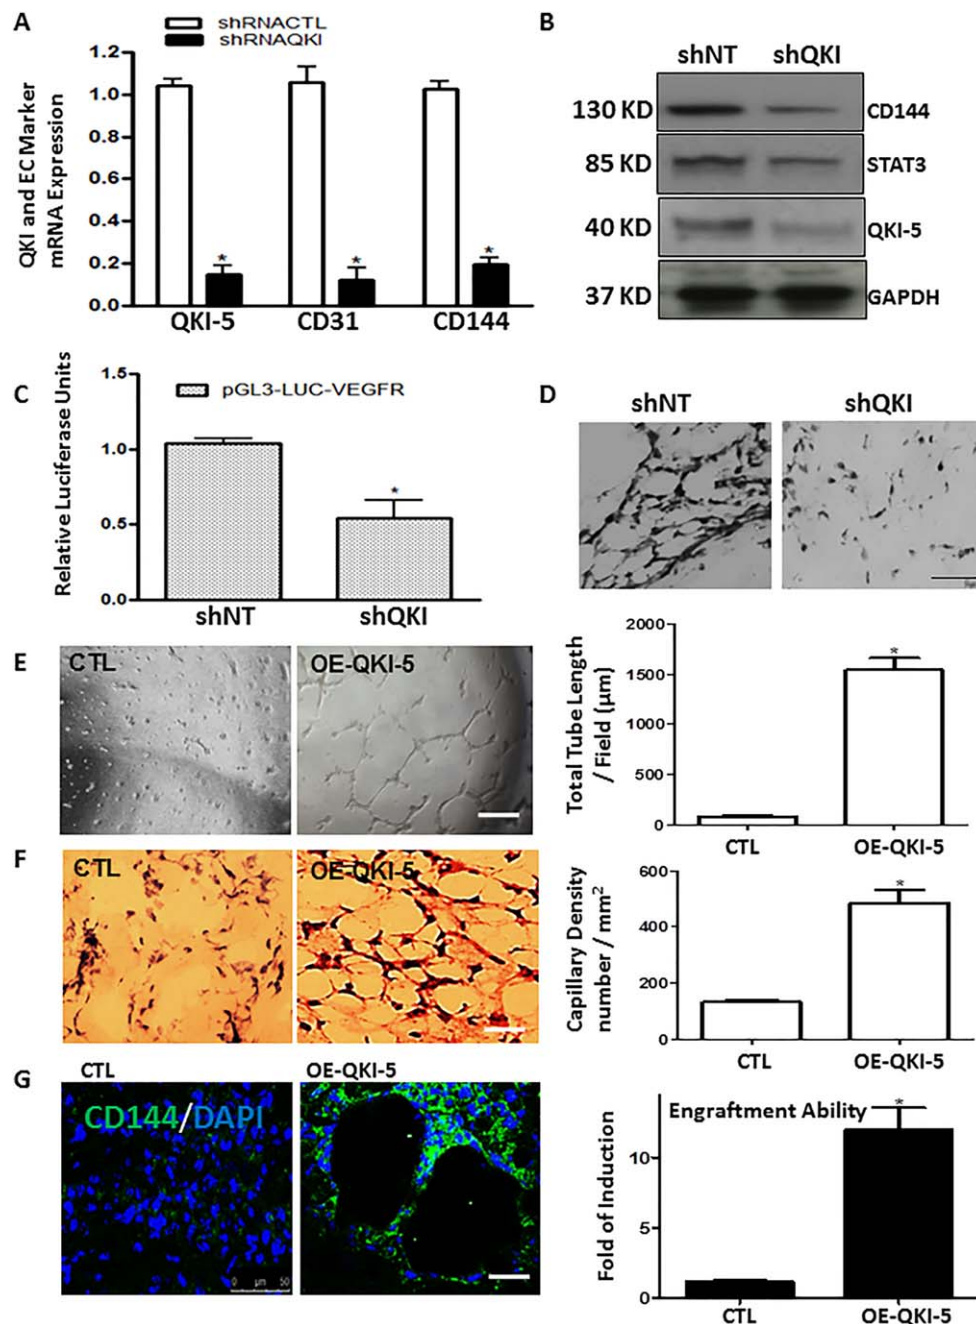 A
shRNACTL
shRNAQKI
QKI and EC Marker
mRNA Expression
1.2
1.0
0.8
0.6
0.4
0.2
0.0
*
*
*
QKI-5 CD31 CD144
B
shNT shQKI
130 KD CD144
85 KD STAT3
40 KD QKI-5
37 KD GAPDH
C
Relative Luciferase Units
1.5
1.0
0.5
0.0
pGL3-LUC-VEGFR
*
shNT shQKI
D
shNT shQKI
E
CTL OE-QKI-5
Total Tube Length
/ Field (µm)
2000
1500
1000
500
0
*
CTL OE-QKI-5
F
CTL OE-QKI-5
Capillary Density
number / mm²
600
400
200
0
*
CTL OE-QKI-5
G
CTL OE-QKI-5
CD144/DAPI
0 µm 50
Engraftment Ability
Fold of Induction
10
5
0
*
CTL OE-QKI-5